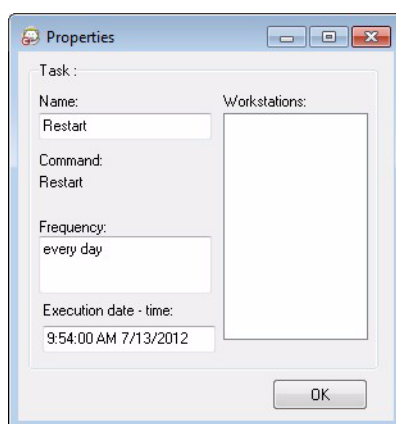 Properties
Task :
Name:
Workstations:
Restart
Command:
Restart
Frequency:
every day
Execution date - time:
9:54:00 AM 7/13/2012
OK